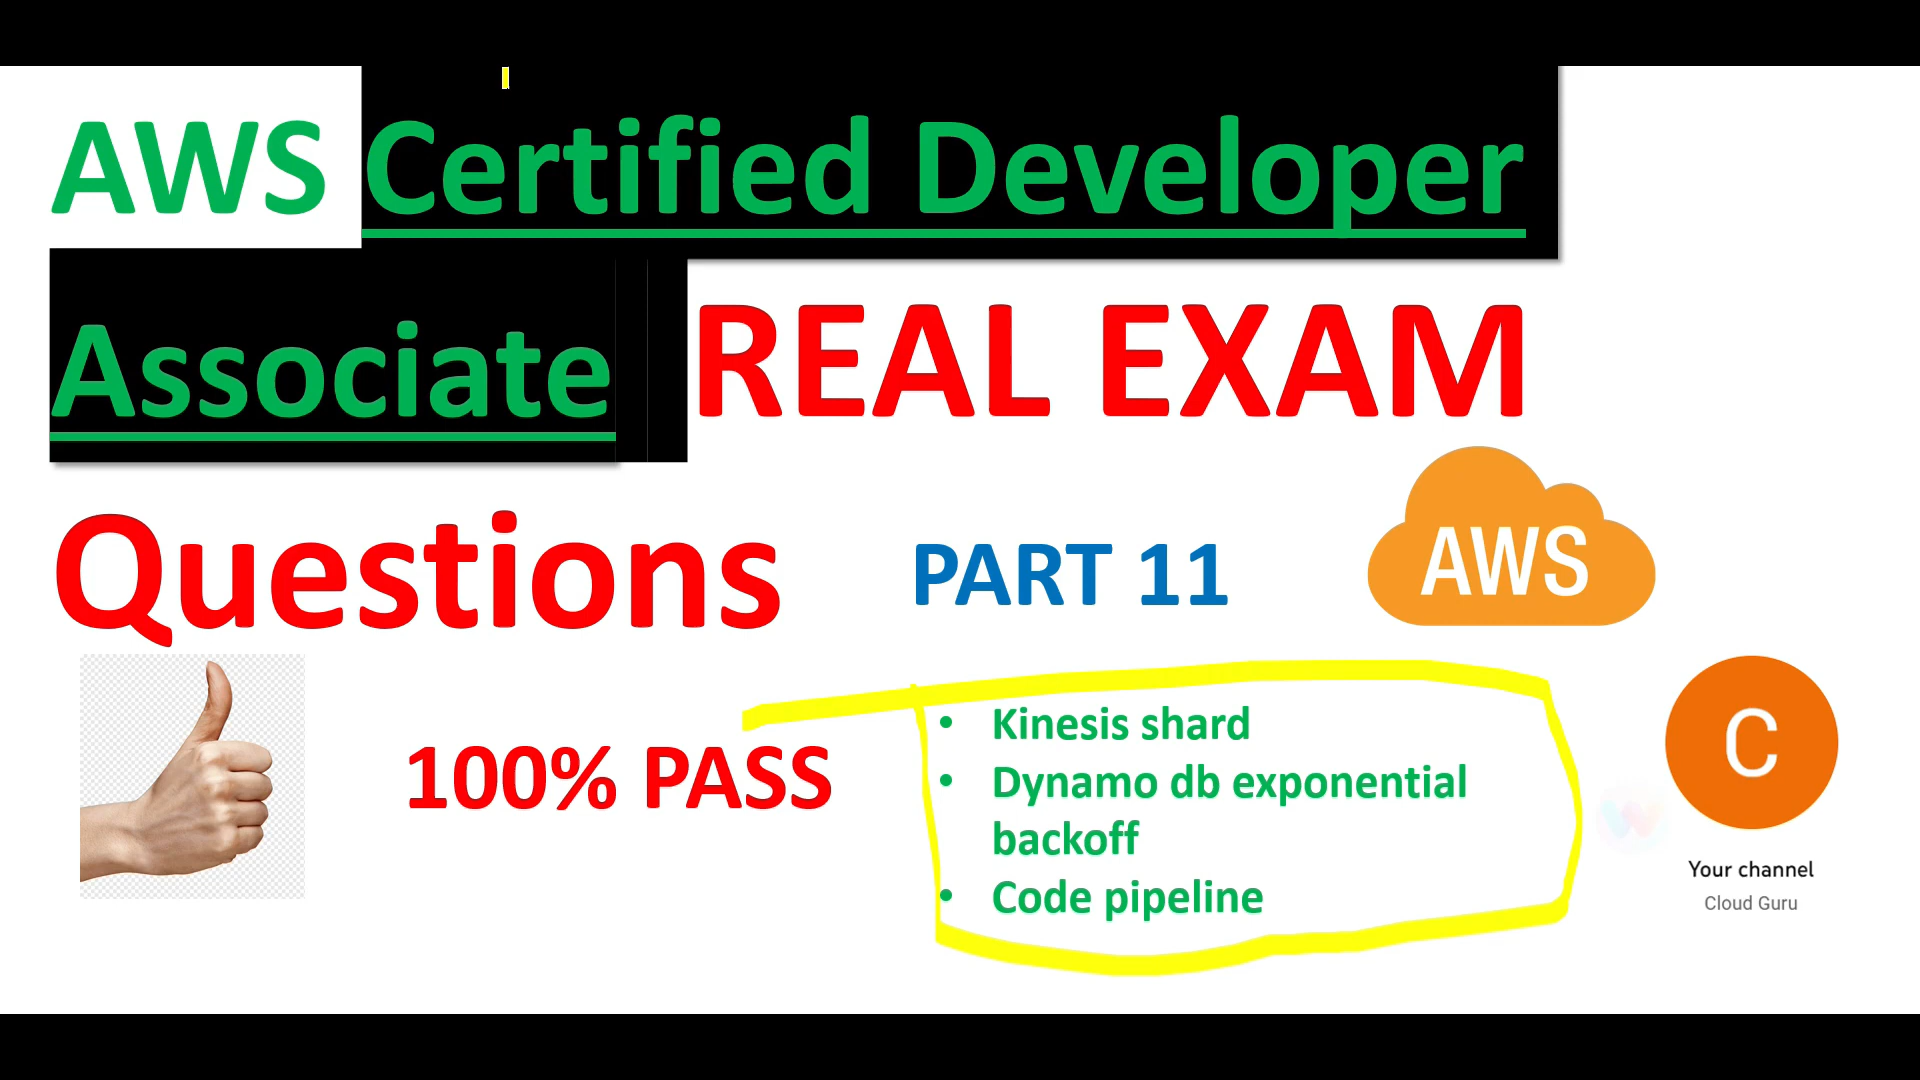 AWS Certified Developer
Associate REAL EXAM
Questions PART 11
AWS
100% PASS
• Kinesis shard
• Dynamo db exponential
backoff
• Code pipeline
C
Your channel
Cloud Guru